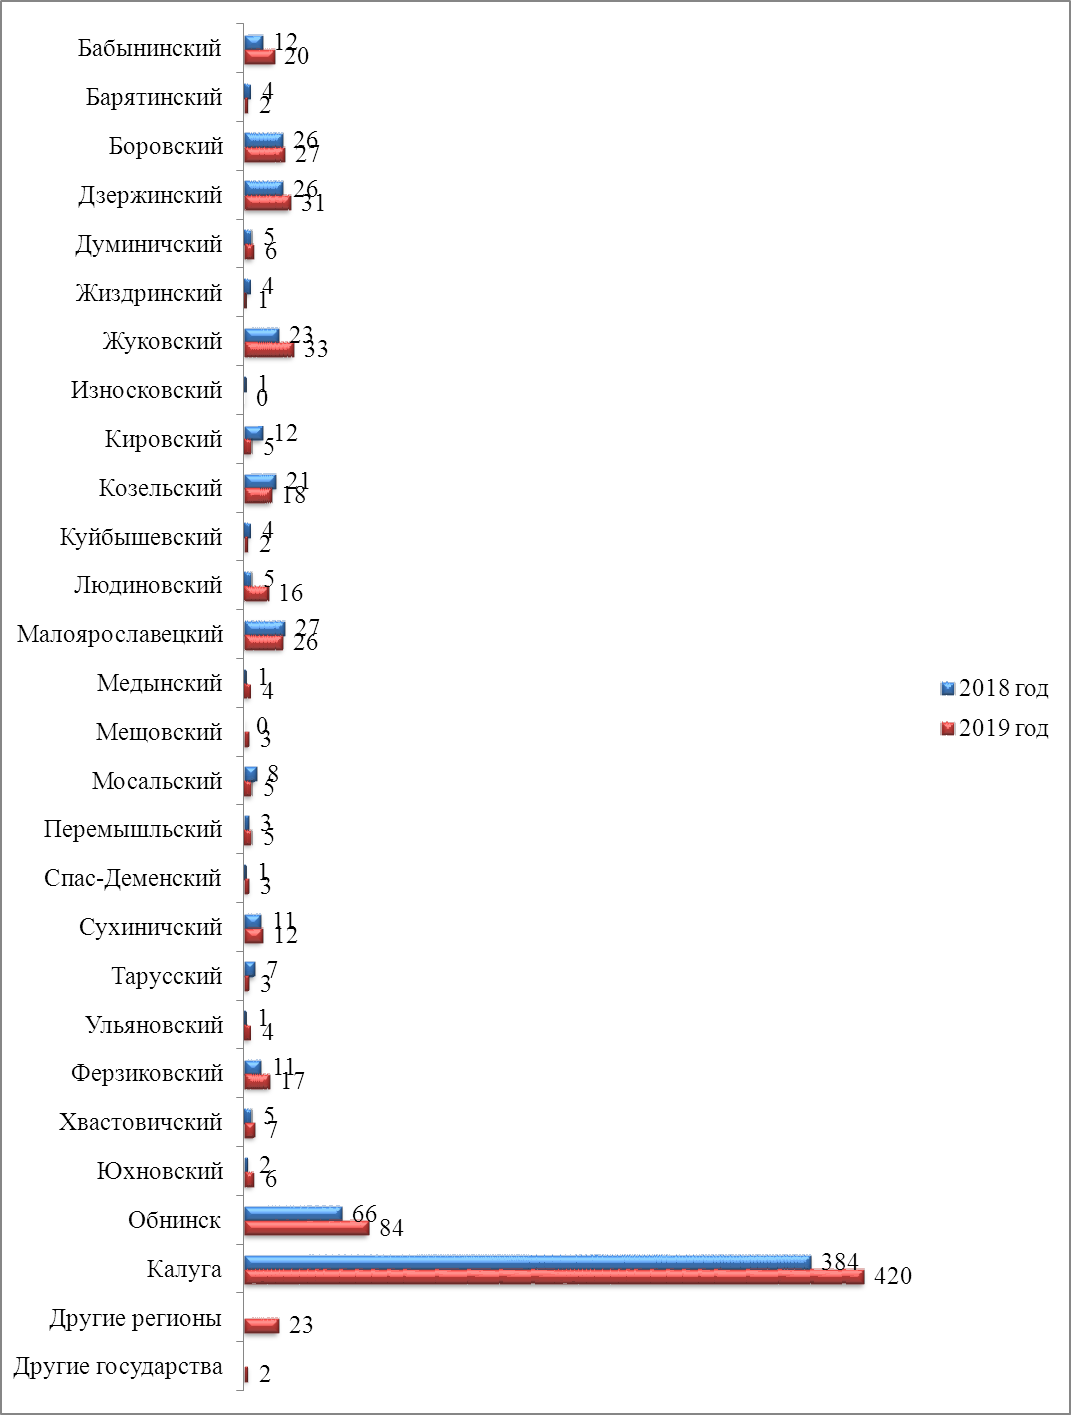 Бабынинский 12
20
Барятинский 4
2
Боровский 26
27
Дзержинский 26
31
Думиничский 5
6
Жиздринский 4
1
Жуковский 23
33
Износковский 1
0
Кировский 12
5
Козельский 21
18
Куйбышевский 4
2
Людиновский 5
16
Малоярославецкий 27
26
Медынский 1
4
2018 год
2019 год
Мещовский 0
3
Мосальский 8
5
Перемышльский 3
5
Спас-Деменский 1
3
Сухиничский 11
12
Тарусский 7
3
Ульяновский 1
4
Ферзиковский 11
17
Хвастовичский 5
7
Юхновский 2
6
Обнинск 66
84
Калуга 384
420
Другие регионы 23
Другие государства 2